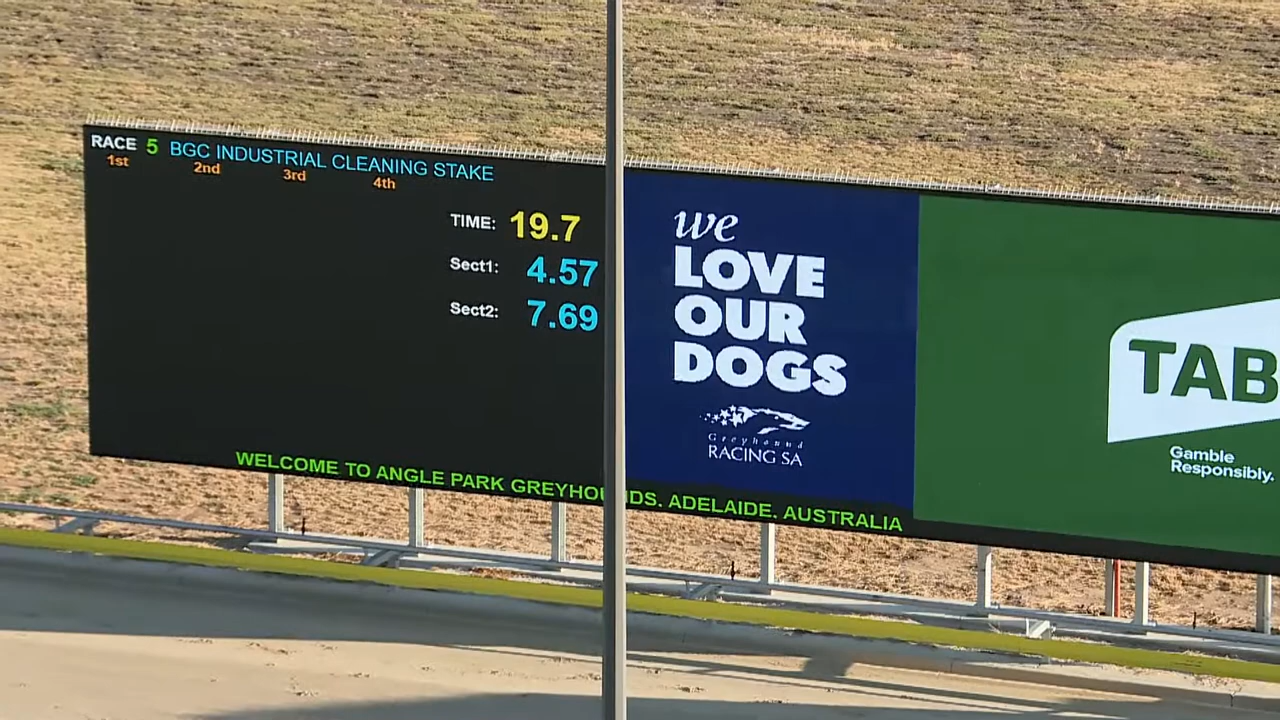 RACE 5 BGC INDUSTRIAL CLEANING STAKE
1st 2nd 3rd 4th
TIME: 19.7
Sect1: 4.57
Sect2: 7.69
WELCOME TO ANGLE PARK GREYHOUNDS. ADELAIDE. AUSTRALIA
we
LOVE
OUR
DOGS
Greyhound
RACING SA
TAB
Gamble
Responsibly.